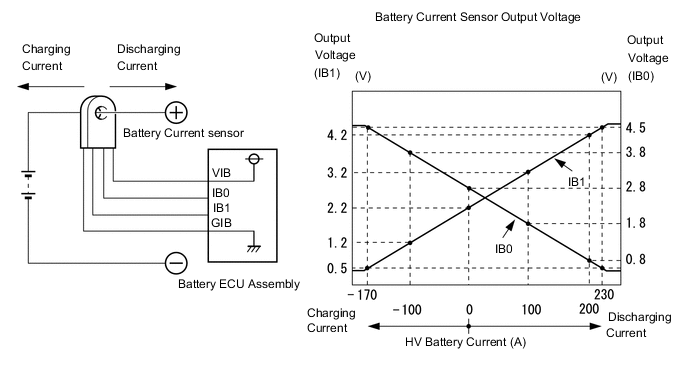 Battery Current Sensor Output Voltage
Charging
Current
Discharging
Current
Battery Current sensor
VIB
IB0
IB1
GIB
Battery ECU Assembly
Output
Voltage
(IB1)
(V)
(V)
Output
Voltage
(IB0)
4.2
3.2
2.2
1.2
0.5
4.5
3.8
2.8
1.8
0.8
IB1
IB0
-170
-100
0
100
200
230
Charging
Current
Discharging
Current
HV Battery Current (A)